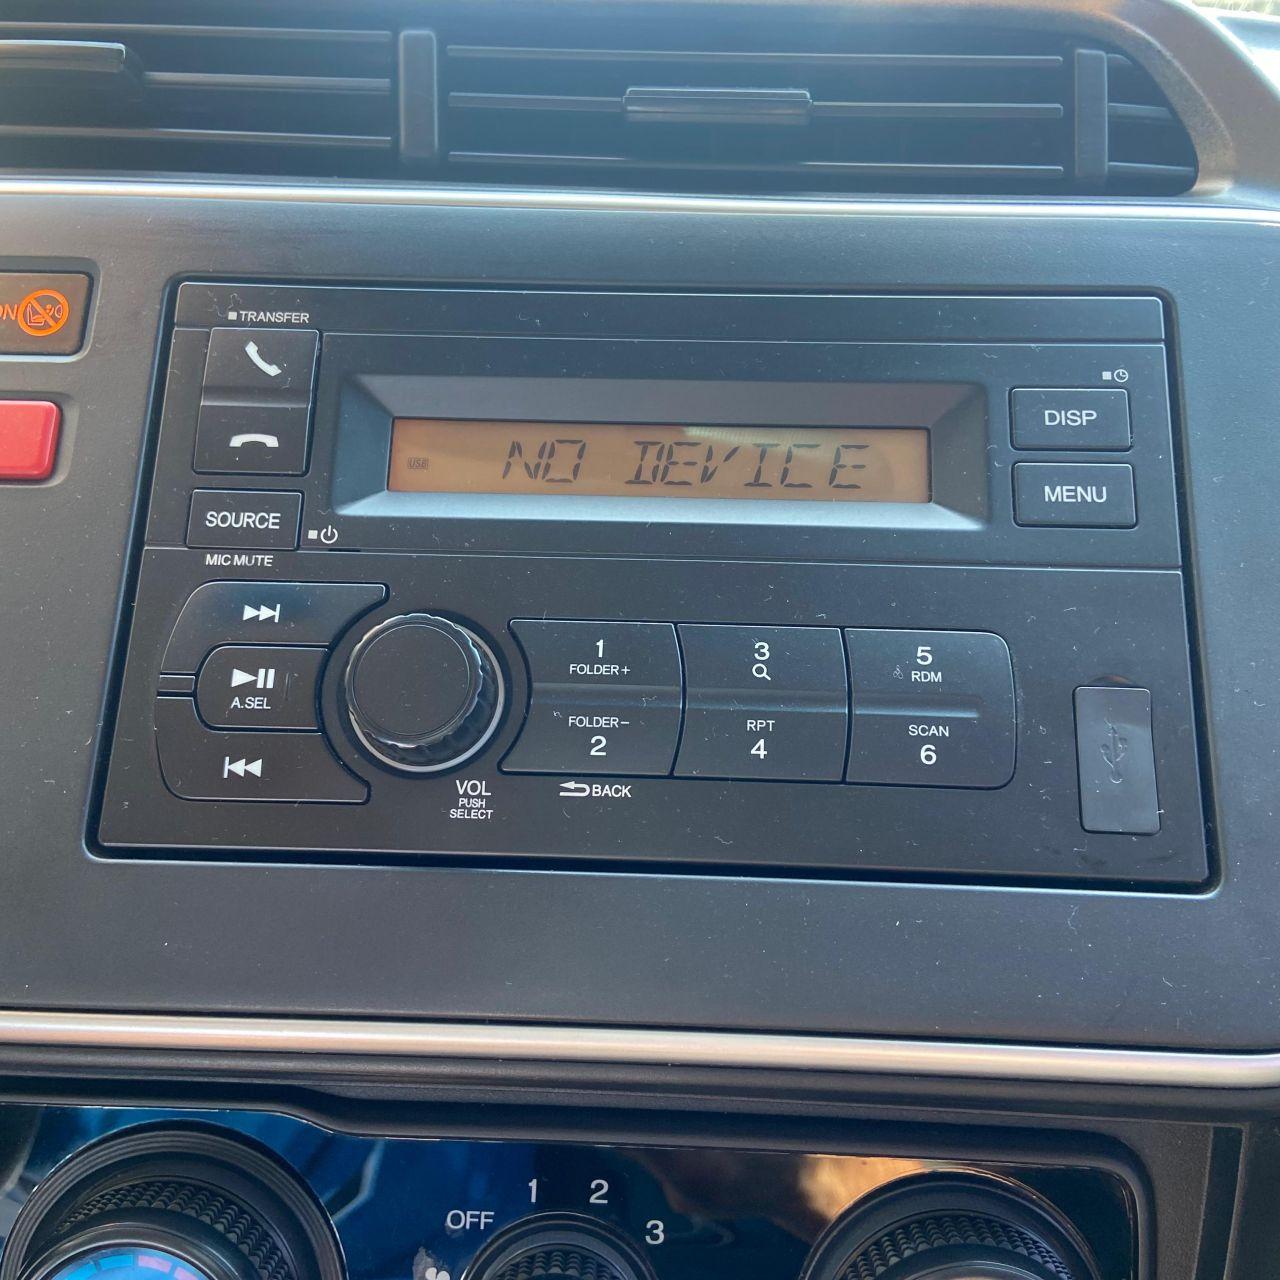 ON
TRANSFER
DISP
USB NO DEVICE
SOURCE
MENU
MIC MUTE
1
FOLDER+
3
5
RDM
A.SEL
FOLDER-
2
RPT
4
SCAN
6
VOL
PUSH
SELECT
BACK
OFF
1
2
3